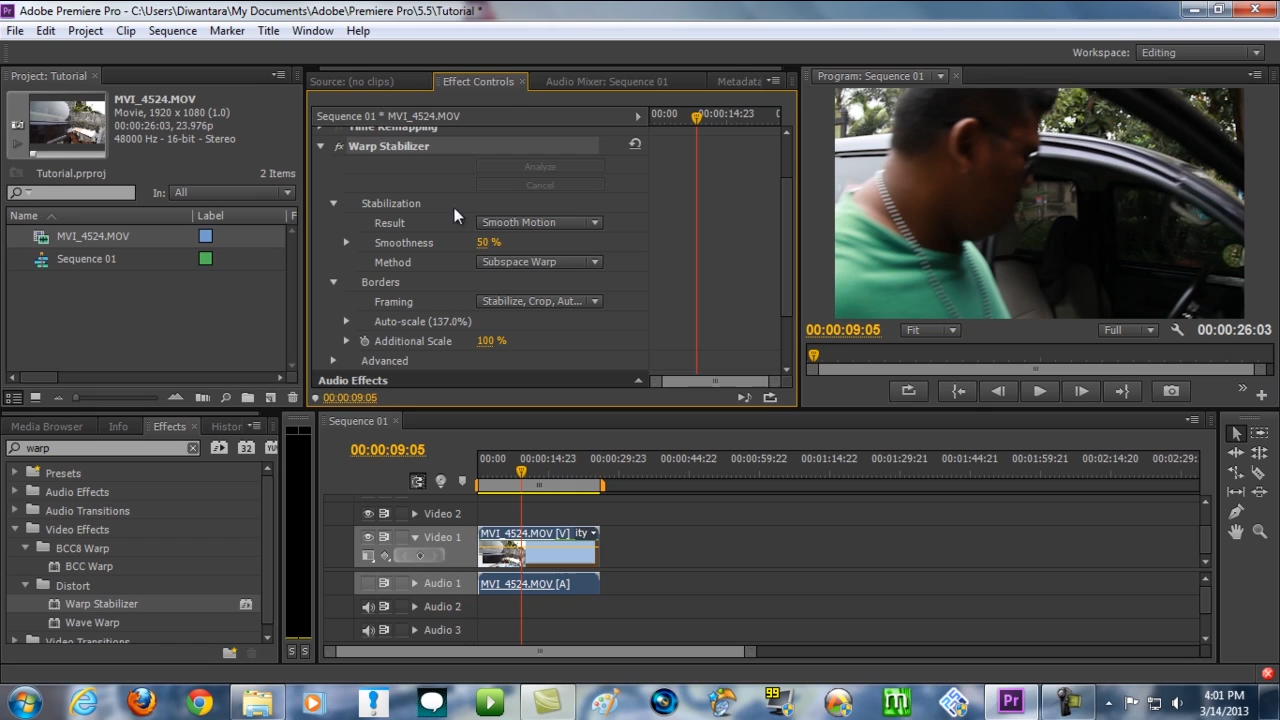 Adobe Premiere Pro - C:\Users\Diwantara\My Documents\Adobe\Premiere Pro\5.5\Tutorial *
File Edit Project Clip Sequence Marker Title Window Help
Workspace: Editing
Project: Tutorial
MVI_4524.MOV
Movie, 1920 x 1080 (1.0)
00:00:26:03, 23.976p
48000 Hz - 16-bit - Stereo
Tutorial.prproj 2 Items
In: All
Name Label F
MVI_4524.MOV
Sequence 01
Source: (no clips) Effect Controls Audio Mixer: Sequence 01 Metadata
Sequence 01 * MVI_4524.MOV
00:00 00:00:14:23
Time Remapping
fx Warp Stabilizer
Analyze
Cancel
Stabilization
Result Smooth Motion
Smoothness 50 %
Method Subspace Warp
Borders
Framing Stabilize, Crop, Aut...
Auto-scale (137.0%)
Additional Scale 100 %
Advanced
Audio Effects
00:00:09:05
Program: Sequence 01
00:00:09:05 Fit Full 00:00:26:03
Media Browser Info Effects Histor
warp
32
Presets
Audio Effects
Audio Transitions
Video Effects
BCC8 Warp
BCC Warp
Distort
Warp Stabilizer
Wave Warp
Video Transitions
S S
Sequence 01
00:00:09:05
00:00 00:00:14:23 00:00:29:23 00:00:44:22 00:00:59:22 00:01:14:22 00:01:29:21 00:01:44:21 00:01:59:21 00:02:14:20 00:02:29:
Video 2
Video 1
MVI_4524.MOV [V] ity
Audio 1
MVI_4524.MOV [A]
Audio 2
Audio 3
99
Pr
4:01 PM
3/14/2013